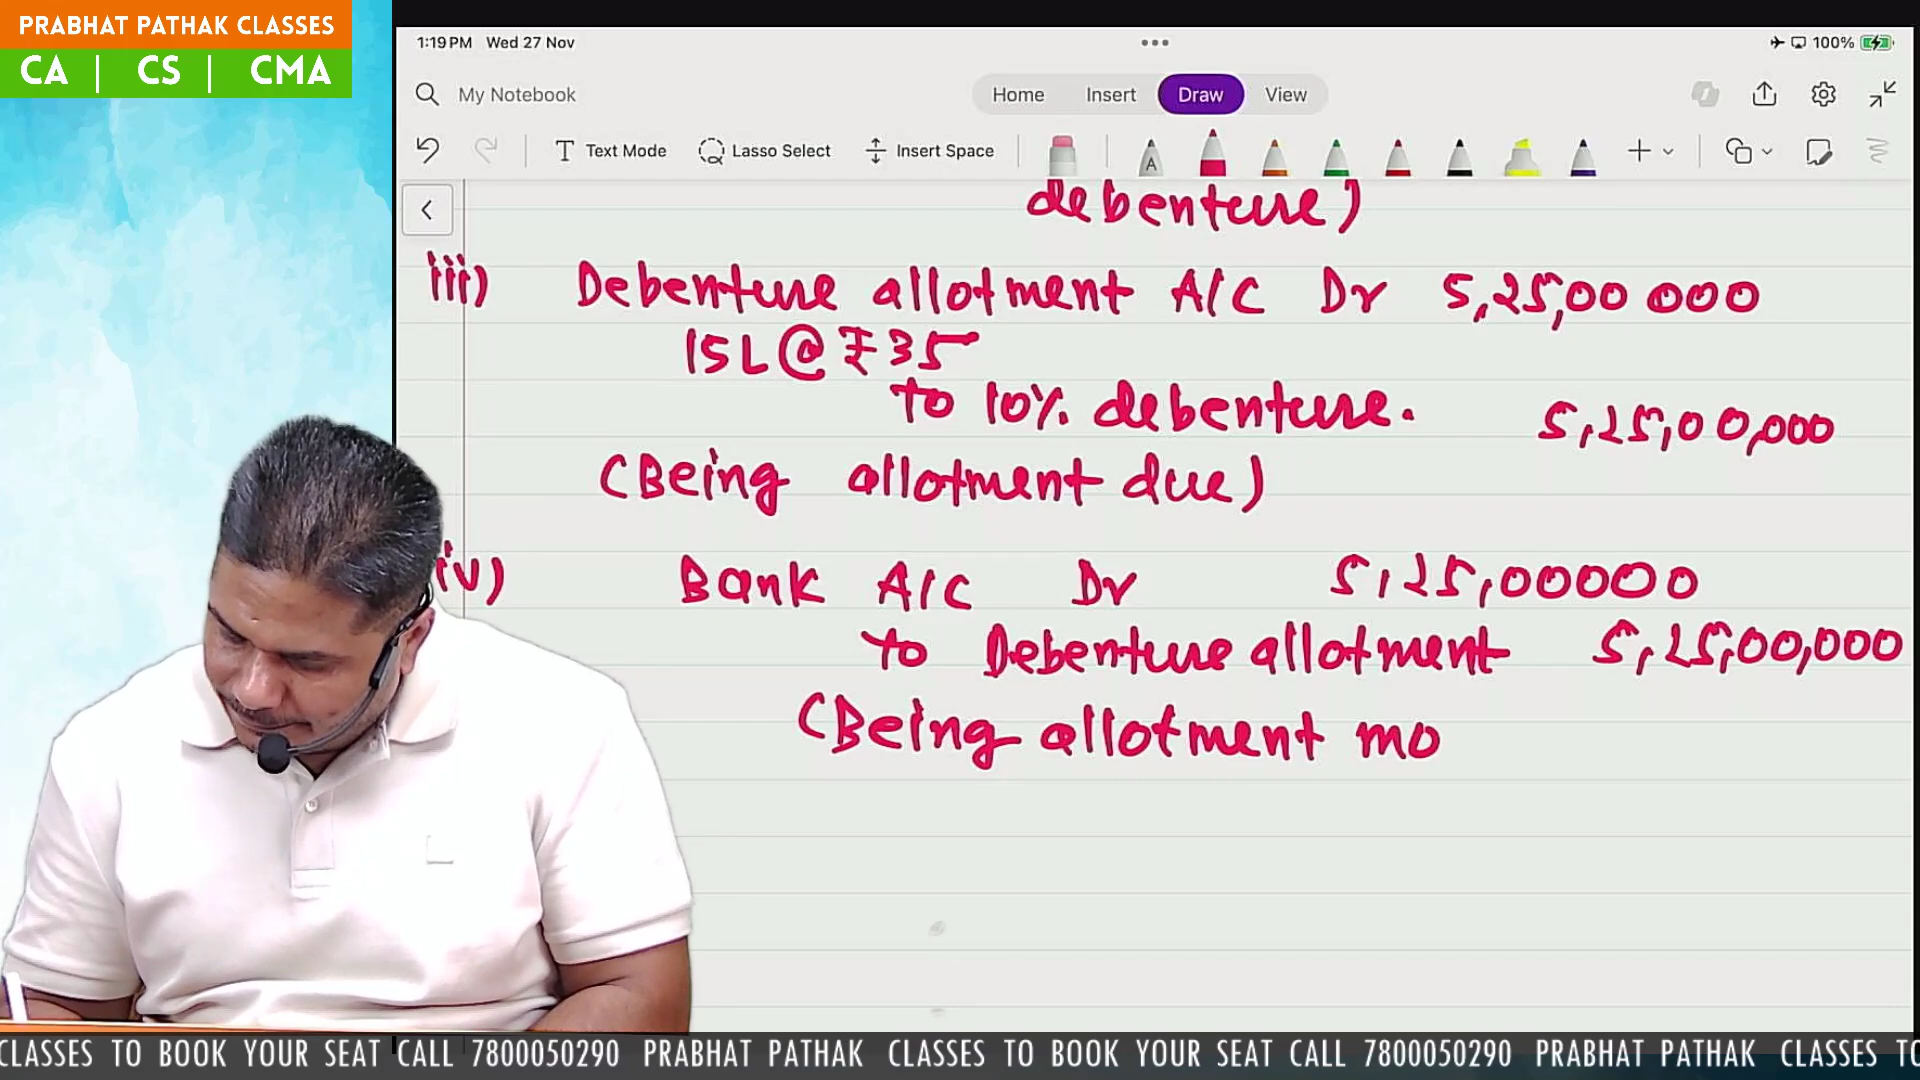 PRABHAT PATHAK CLASSES
CA | CS | CMA
1:19 PM Wed 27 Nov
100%
My Notebook
Home Insert Draw View
Text Mode Lasso Select Insert Space
A
debenture)
iii) Debenture allotment A/C Dr 5,25,00 000
15L@₹35
To 10% debenture. 5,25,00,000
(Being allotment due)
iv) Bank A/C Dr 5,25,00000
To Debenture allotment 5,25,00,000
(Being allotment mo
CLASSES TO BOOK YOUR SEAT CALL 7800050290 PRABHAT PATHAK CLASSES TO BOOK YOUR SEAT CALL 7800050290 PRABHAT PATHAK CLASSES TO